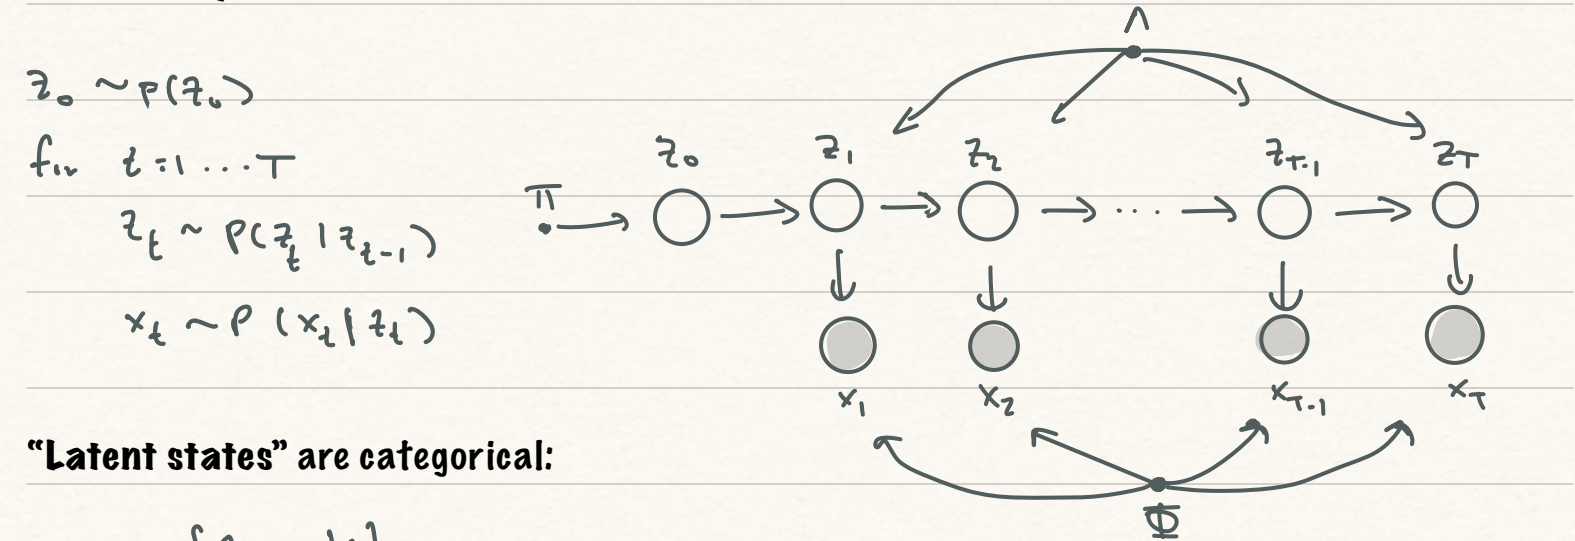 Λ
z₀ ~ P(z₀)
for t = 1 ... T
z₀ z₁ z₂ z_{T-1} z_T
π ...
z_t ~ P(z_t | z_{t-1})
x_t ~ P(x_t | z_t)
x₁ x₂ x_{T-1} x_T
“Latent states” are categorical:
Φ